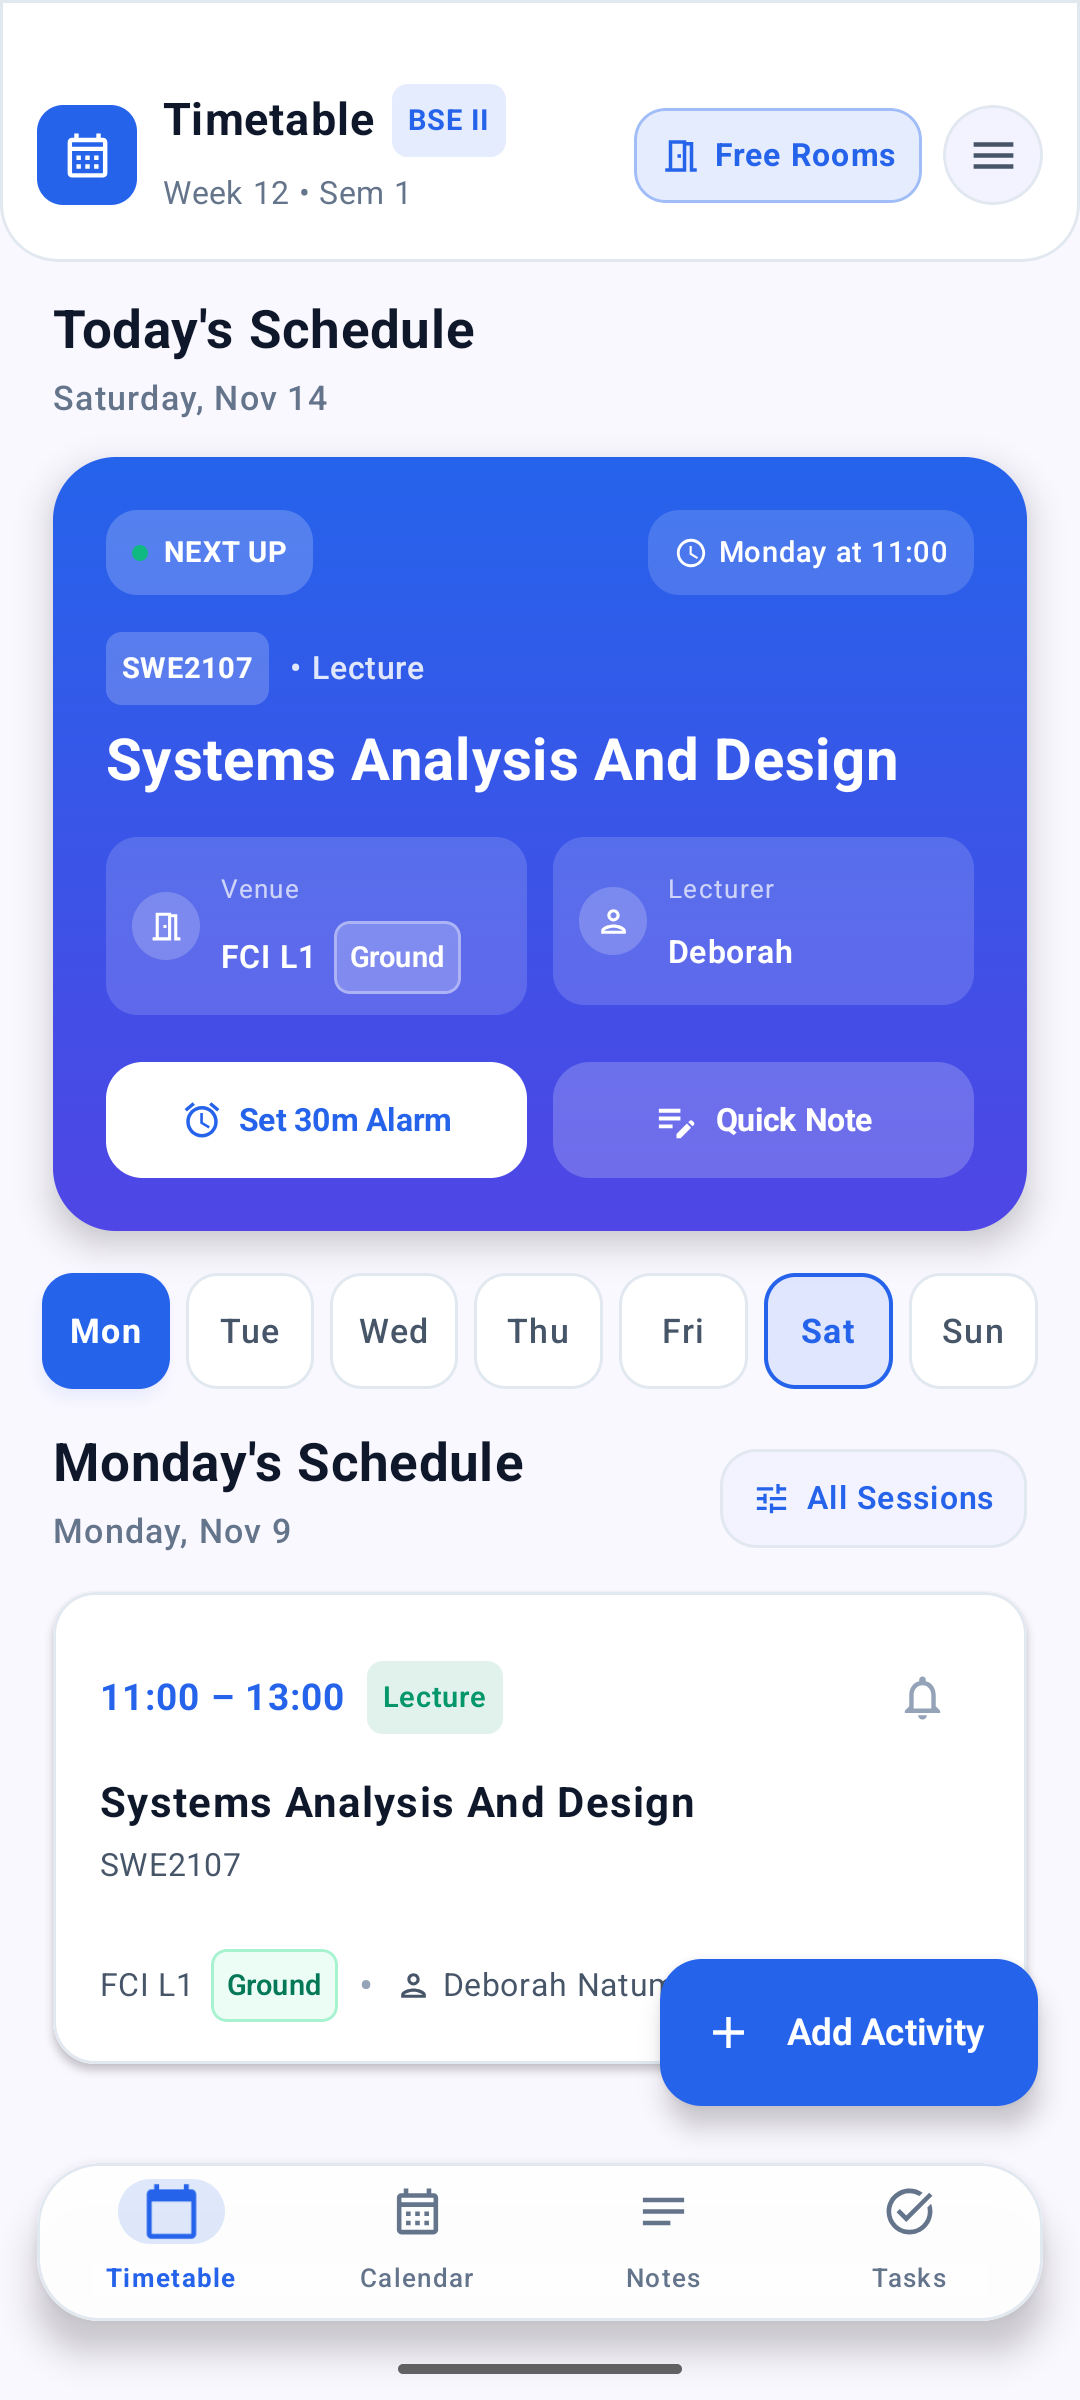 Timetable BSE II
Week 12 • Sem 1
Free Rooms
Today's Schedule
Saturday, Nov 14
NEXT UP
Monday at 11:00
SWE2107 • Lecture
Systems Analysis And Design
Venue
FCI L1 Ground
Lecturer
Deborah
Set 30m Alarm
Quick Note
Mon Tue Wed Thu Fri Sat Sun
Monday's Schedule
Monday, Nov 9
All Sessions
11:00 – 13:00 Lecture
Systems Analysis And Design
SWE2107
FCI L1 Ground • Deborah
Add Activity
Timetable Calendar Notes Tasks